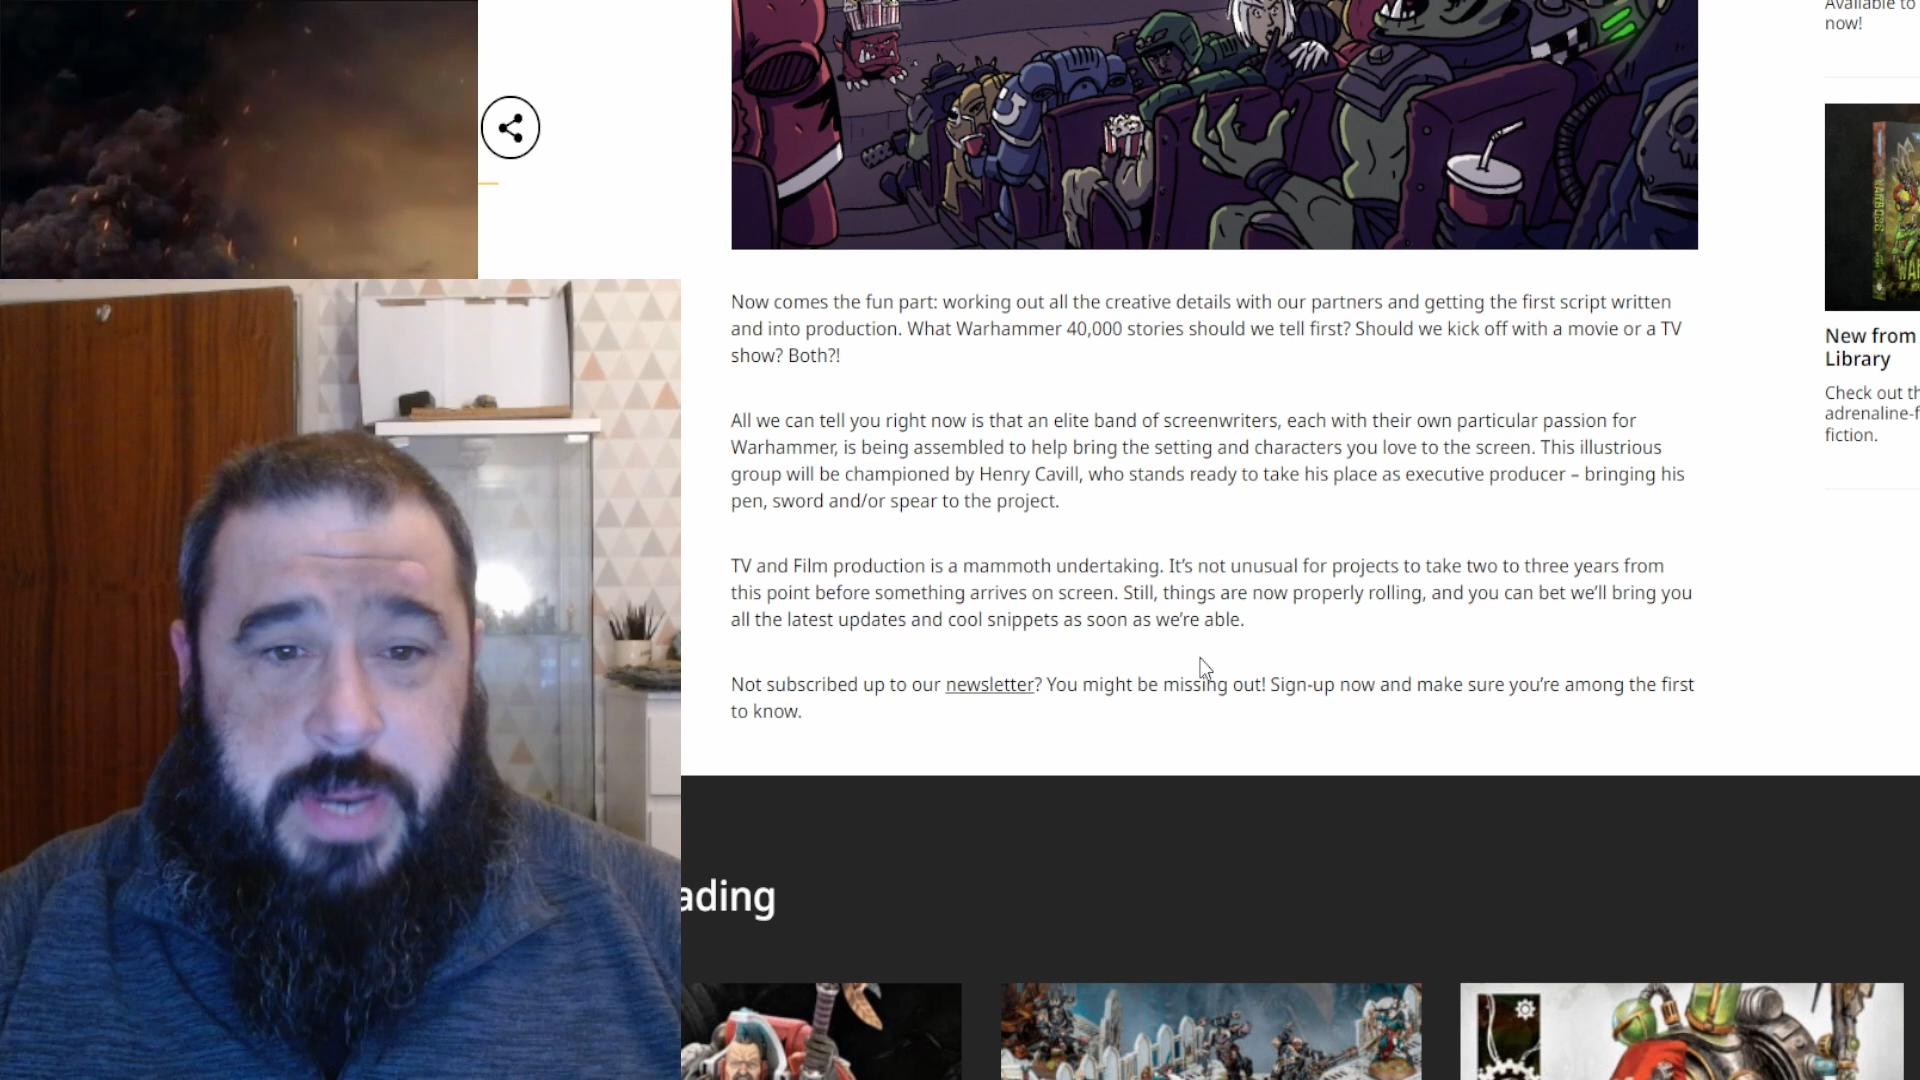 Available to
now!
Now comes the fun part: working out all the creative details with our partners and getting the first script written
and into production. What Warhammer 40,000 stories should we tell first? Should we kick off with a movie or a TV
show? Both?!
All we can tell you right now is that an elite band of screenwriters, each with their own particular passion for
Warhammer, is being assembled to help bring the setting and characters you love to the screen. This illustrious
group will be championed by Henry Cavill, who stands ready to take his place as executive producer – bringing his
pen, sword and/or spear to the project.
TV and Film production is a mammoth undertaking. It’s not unusual for projects to take two to three years from
this point before something arrives on screen. Still, things are now properly rolling, and you can bet we’ll bring you
all the latest updates and cool snippets as soon as we’re able.
Not subscribed up to our newsletter? You might be missing out! Sign-up now and make sure you’re among the first
to know.
New from
Library
Check out th
adrenaline-f
fiction.
ading